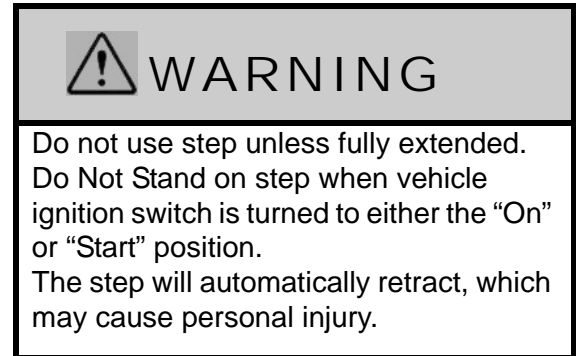 WARNING
Do not use step unless fully extended.
Do Not Stand on step when vehicle
ignition switch is turned to either the “On”
or “Start” position.
The step will automatically retract, which
may cause personal injury.